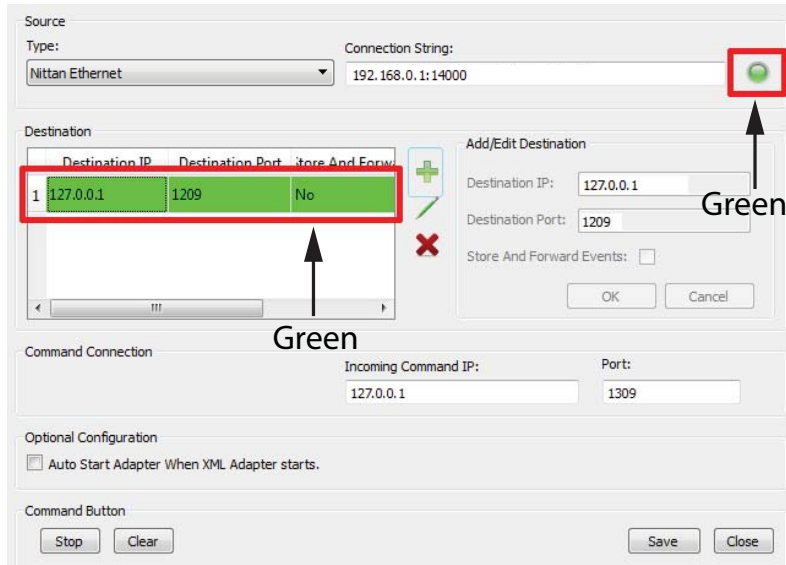 Source
Type:
Connection String:
Nittan Ethernet
192.168.0.1:14000
Destination
Destination IP Destination Port Store And Forw
1 127.0.0.1 1209 No
Add/Edit Destination
Destination IP: 127.0.0.1
Destination Port: 1209
Store And Forward Events:
OK Cancel
Green
Green
Command Connection
Incoming Command IP:
Port:
127.0.0.1
1309
Optional Configuration
Auto Start Adapter When XML Adapter starts.
Command Button
Stop Clear Save Close